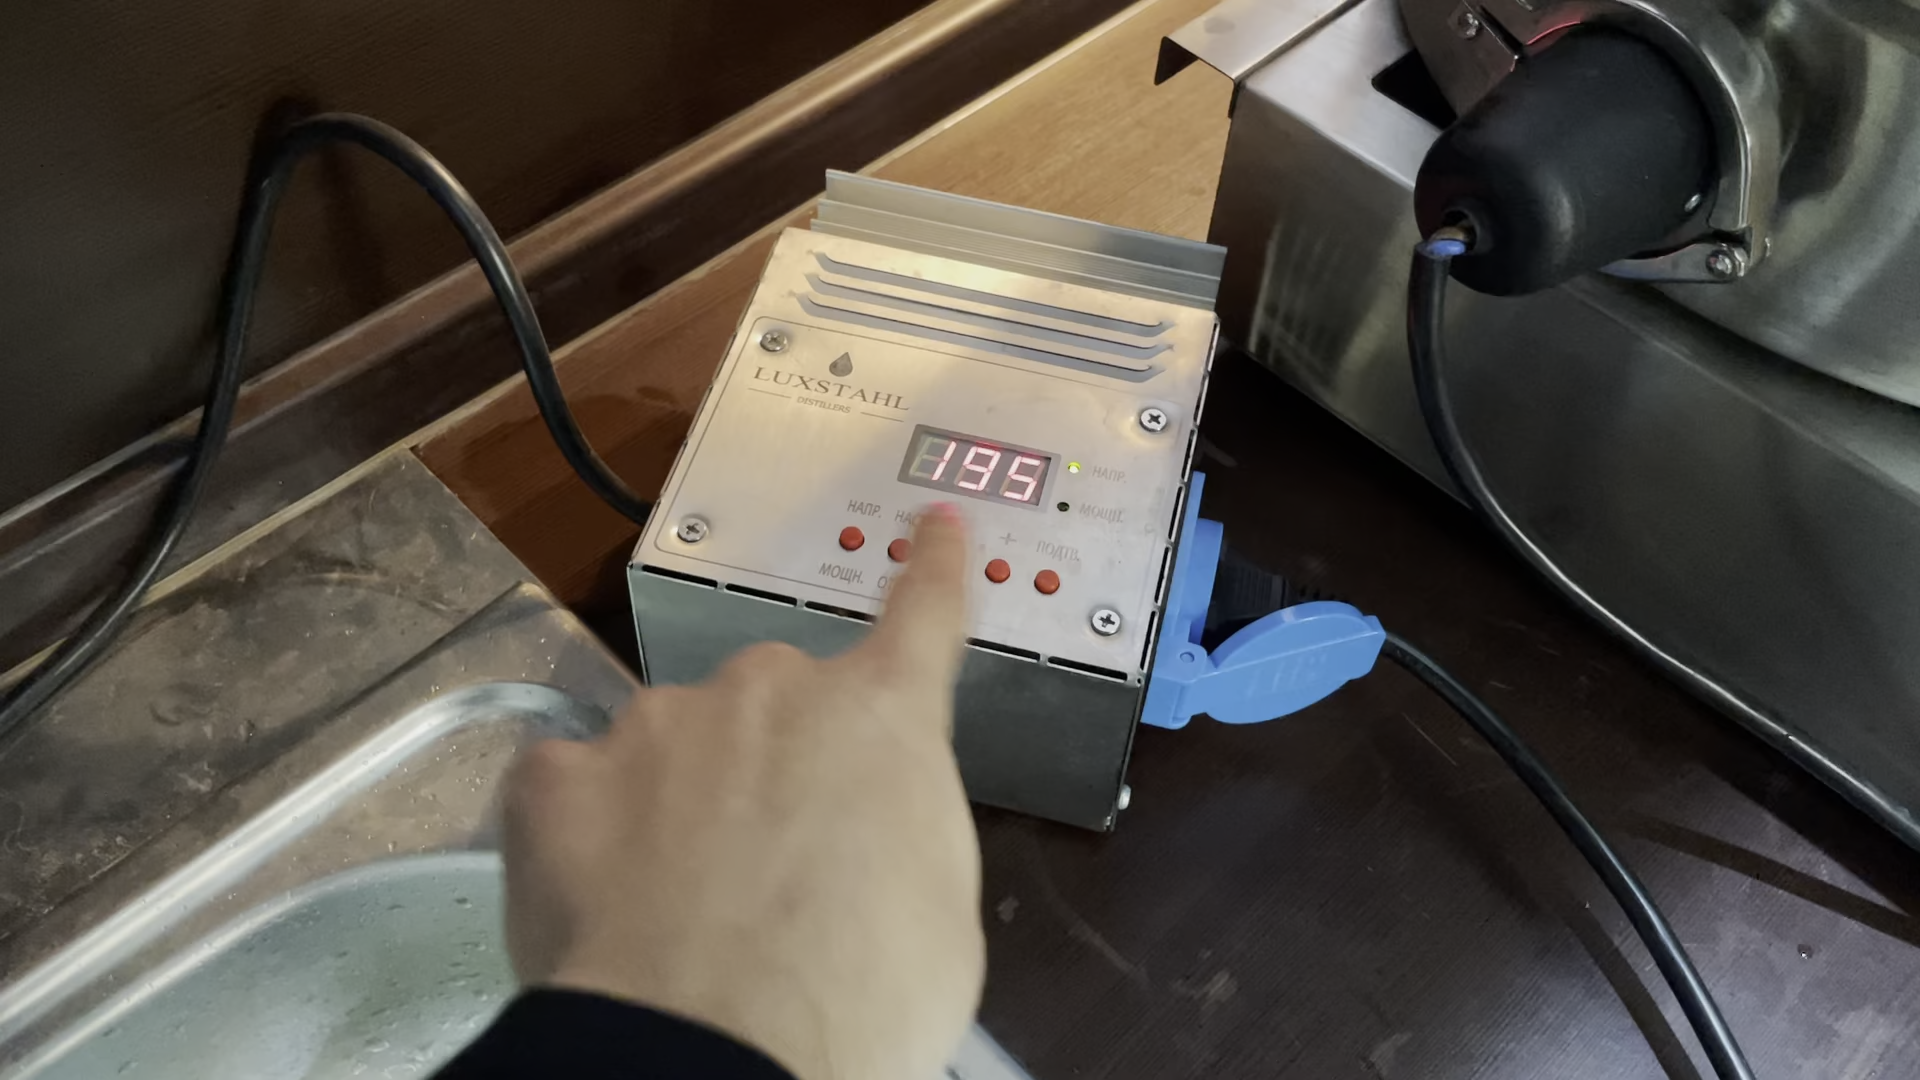 LUXSTAHL
DISTILLERS
195
НАПР.
МОЩН.
НАПР.
+
ПОДТВ.
МОЩН.